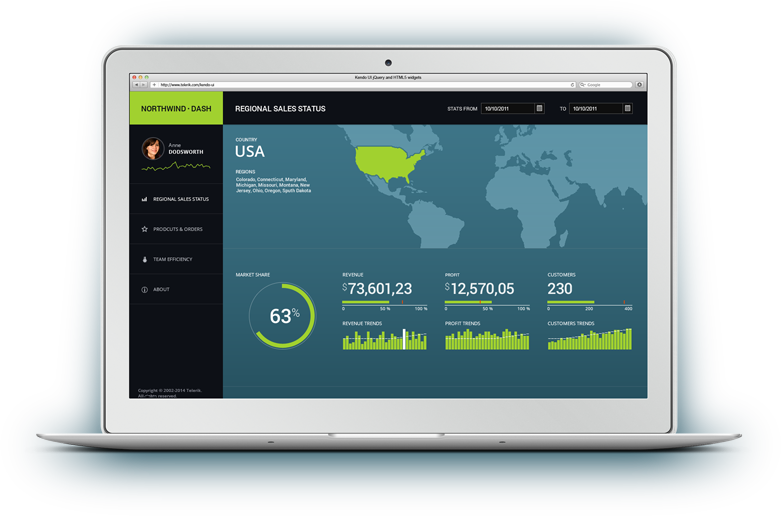 Kendo UI jQuery and HTML5 widgets
http://www.telerik.com/kendo-ui
Google
NORTHWIND · DASH
REGIONAL SALES STATUS
STATS FROM
10/10/2011
TO
10/10/2011
Anne
DODSWORTH
REGIONAL SALES STATUS
PRODCUTS & ORDERS
TEAM EFFICIENCY
ABOUT
Copyright © 2002-2014 Telerik.
All rights reserved.
COUNTRY
USA
REGIONS
Colorado, Connecticut, Maryland,
Michigan, Missouri, Montana, New
Jersey, Ohio, Oregon, South Dakota
MARKET SHARE
63%
REVENUE
$73,601,23
0 50 % 100 %
REVENUE TRENDS
PROFIT
$12,570,05
0 50 % 100 %
PROFIT TRENDS
CUSTOMERS
230
0 200 400
CUSTOMERS TRENDS